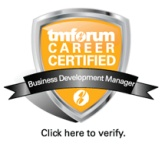 tmforum
CAREER
CERTIFIED
Business Development Manager
Click here to verify.